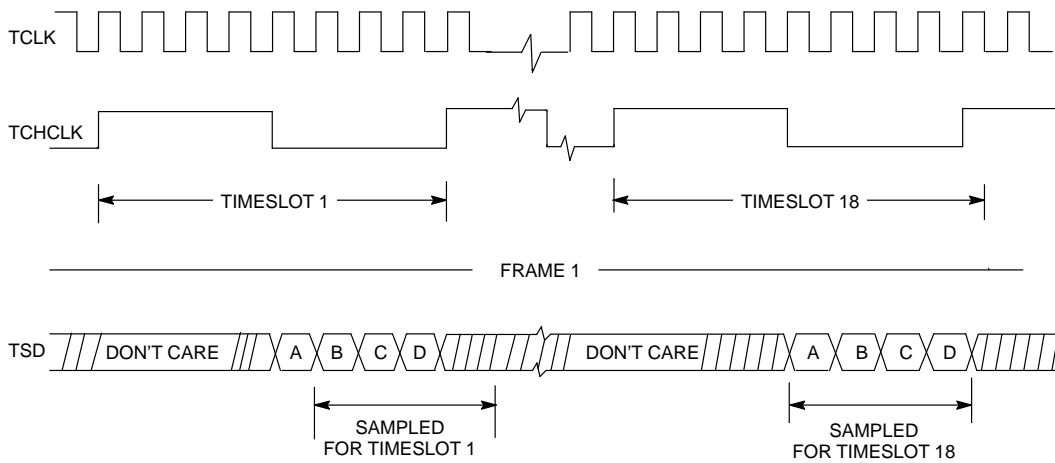 TCLK
TCHCLK
TIMESLOT 1
TIMESLOT 18
FRAME 1
TSD
DON'T CARE
A B C D
DON'T CARE
A B C D
SAMPLED
FOR TIMESLOT 1
SAMPLED
FOR TIMESLOT 18